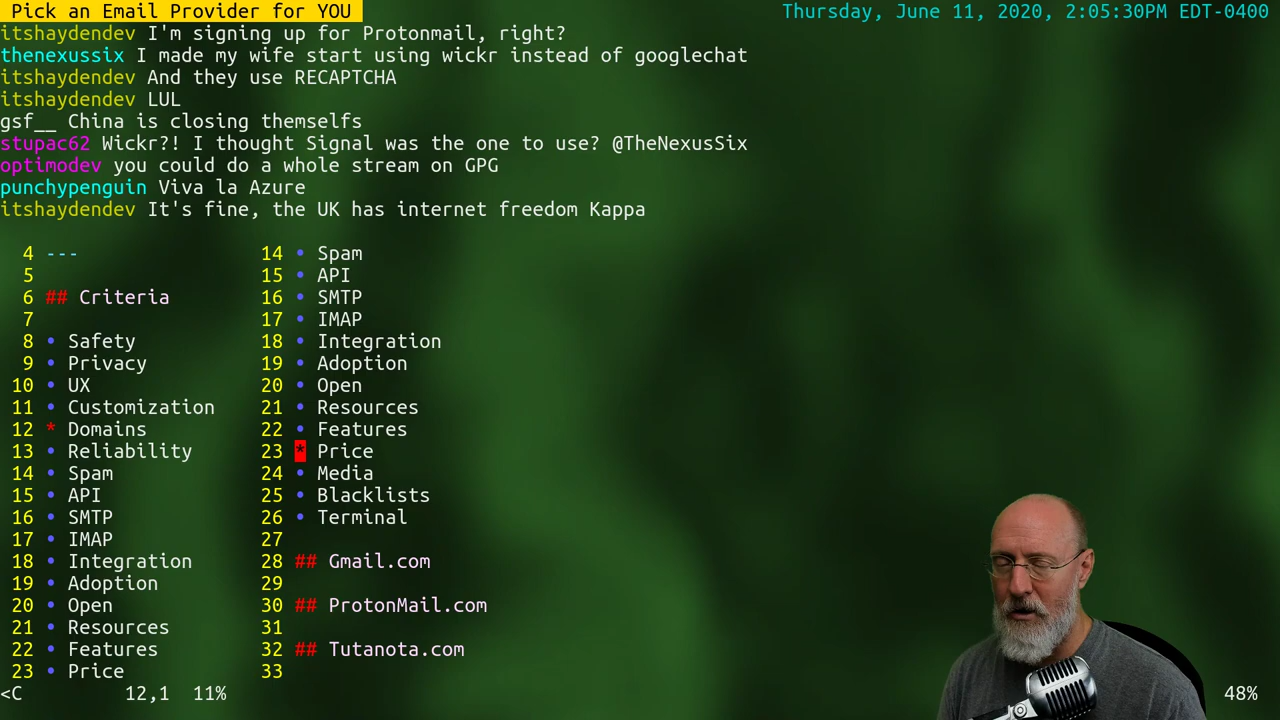 Pick an Email Provider for YOU
Thursday, June 11, 2020, 2:05:30PM EDT-0400
itshaydendev I'm signing up for Protonmail, right?
thenexussix I made my wife start using wickr instead of googlechat
itshaydendev And they use RECAPTCHA
itshaydendev LUL
gsf__ China is closing themselfs
stupac62 Wickr?! I thought Signal was the one to use? @TheNexusSix
optimodev you could do a whole stream on GPG
punchypenguin Viva la Azure
itshaydendev It's fine, the UK has internet freedom Kappa
4 ---
5
6 ## Criteria
7
8 • Safety
9 • Privacy
10 • UX
11 • Customization
12 * Domains
13 • Reliability
14 • Spam
15 • API
16 • SMTP
17 • IMAP
18 • Integration
19 • Adoption
20 • Open
21 • Resources
22 • Features
23 • Price
<C 12,1 11%
14 • Spam
15 • API
16 • SMTP
17 • IMAP
18 • Integration
19 • Adoption
20 • Open
21 • Resources
22 • Features
23 * Price
24 • Media
25 • Blacklists
26 • Terminal
27
28 ## Gmail.com
29
30 ## ProtonMail.com
31
32 ## Tutanota.com
33
48%